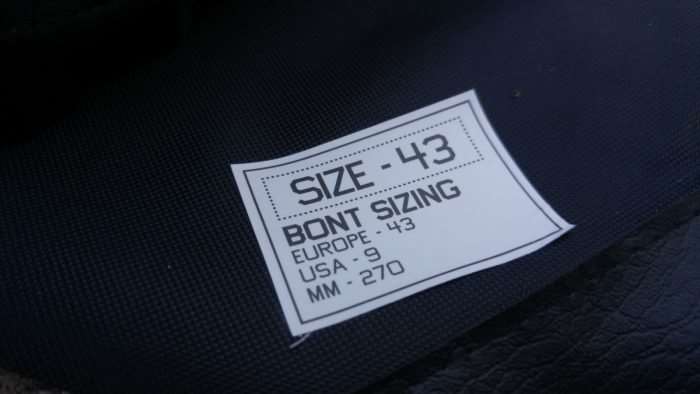 SIZE - 43
BONT SIZING
EUROPE - 43
USA - 9
MM - 270